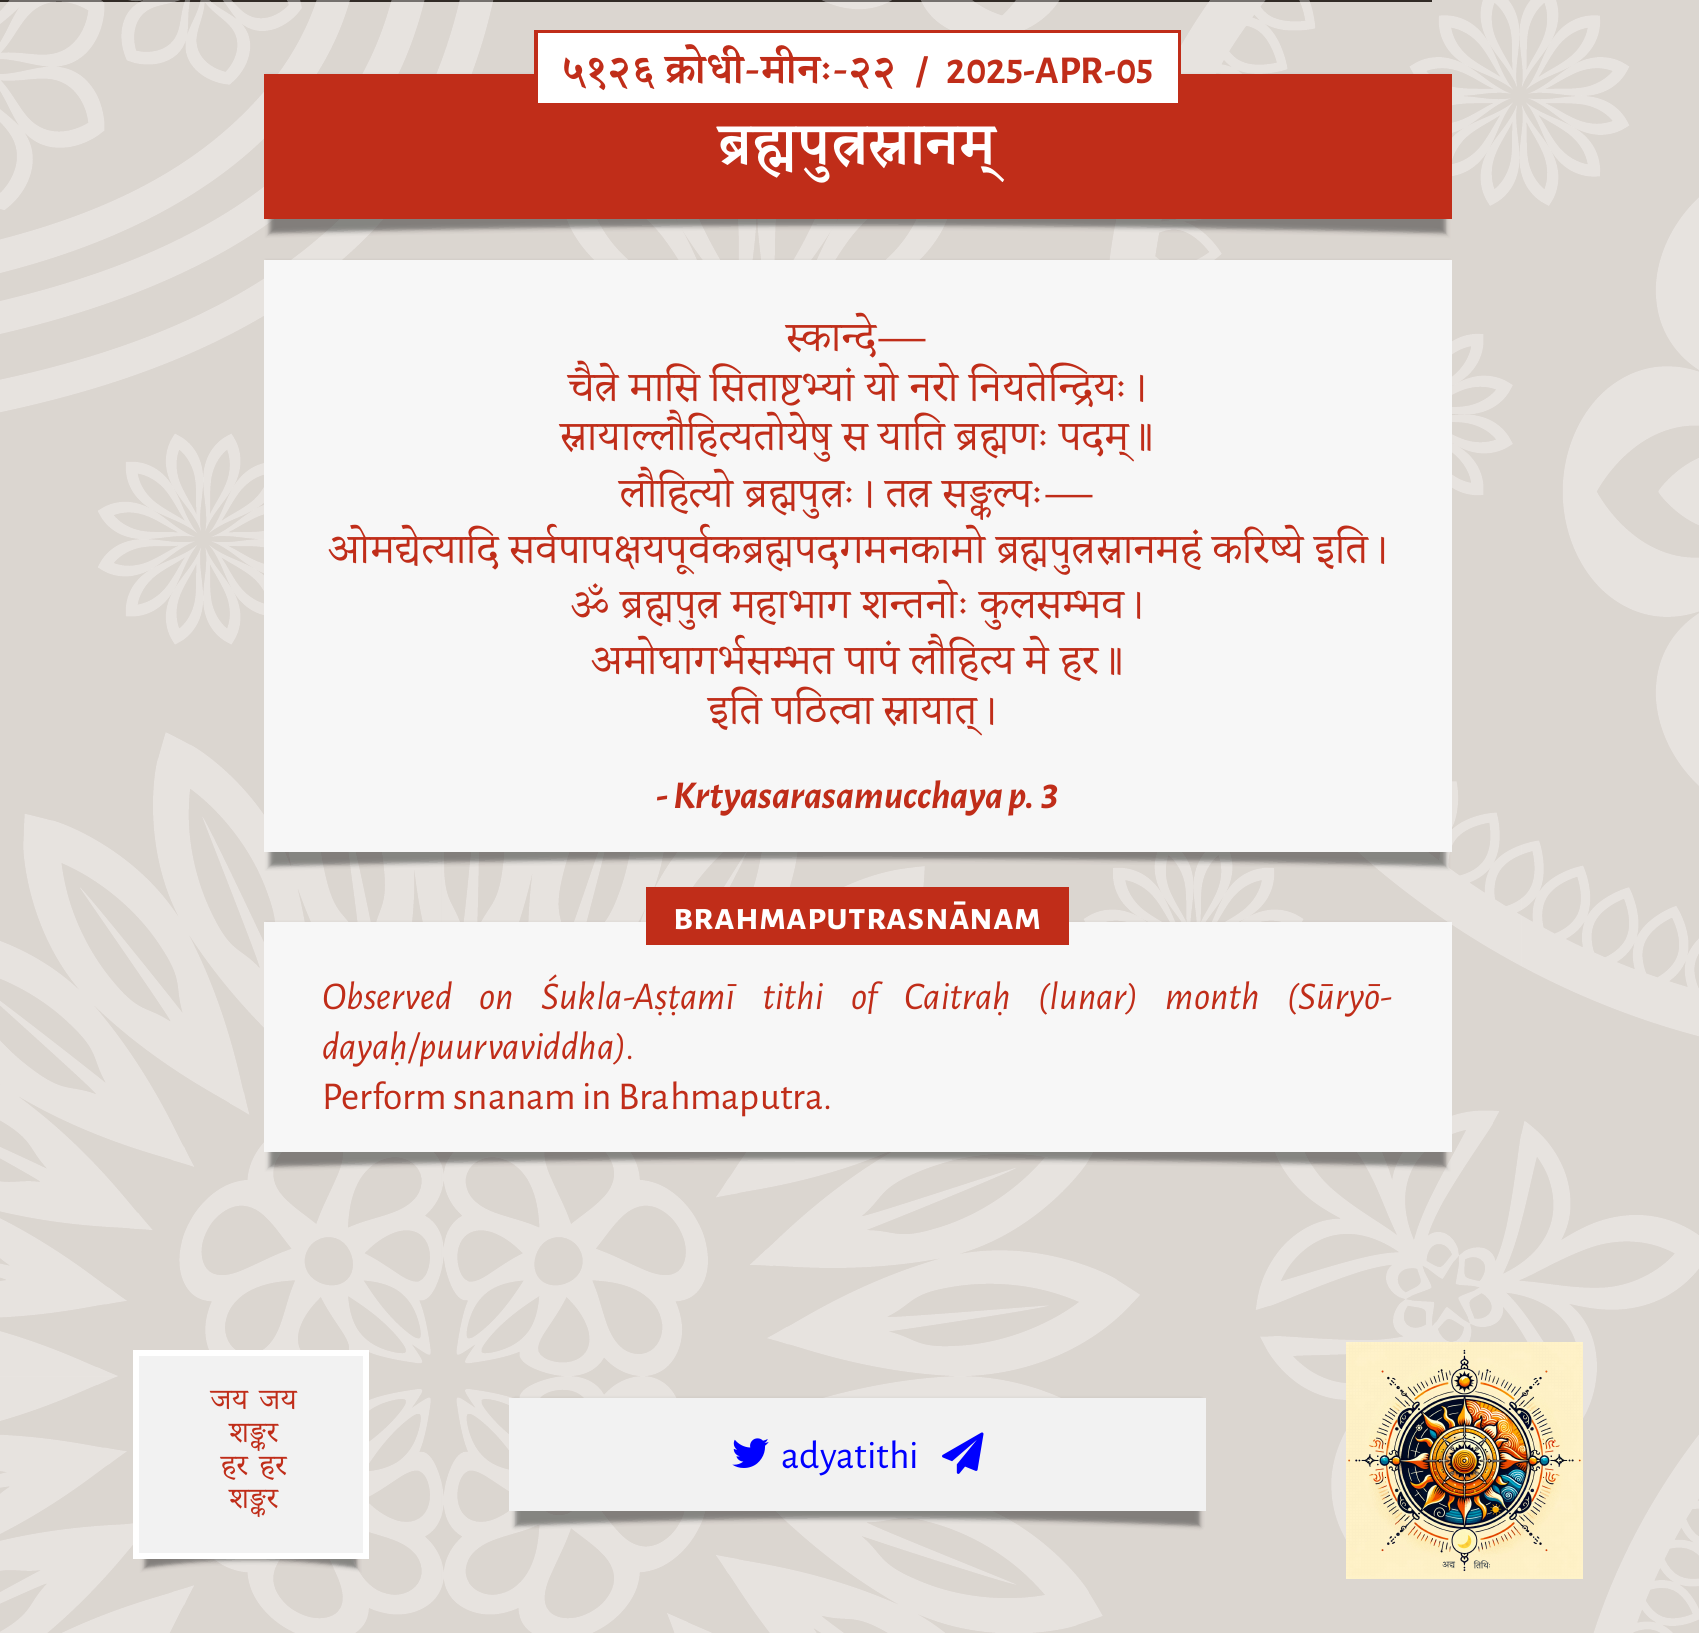 ५१२६ क्रोधी-मीनः-२२ / 2025-APR-05
ब्रह्मपुत्रस्नानम्
स्कान्दे—
चैत्रे मासि सिताष्टभ्यां यो नरो नियतेन्द्रियः।
स्नायाल्लौहित्यतोयेषु स याति ब्रह्मणः पदम्॥
लौहित्यो ब्रह्मपुत्रः। तत्र सङ्कल्पः—
ओमद्येत्यादि सर्वपापक्षयपूर्वकब्रह्मपदगमनकामो ब्रह्मपुत्रस्नानमहं करिष्ये इति।
ॐ ब्रह्मपुत्र महाभाग शन्तनोः कुलसम्भव।
अमोघागर्भसम्भत पापं लौहित्य मे हर॥
इति पठित्वा स्नायात्।
- Krtyasarasamucchaya p. 3
BRAHMAPUTRASNĀNAM
Observed on Śukla-Aṣṭamī tithi of Caitraḥ (lunar) month (Sūryō-
dayaḥ/puurvaviddha).
Perform snanam in Brahmaputra.
जय जय
शङ्कर
हर हर
शङ्कर
adyatithi
अद्य तिथिः